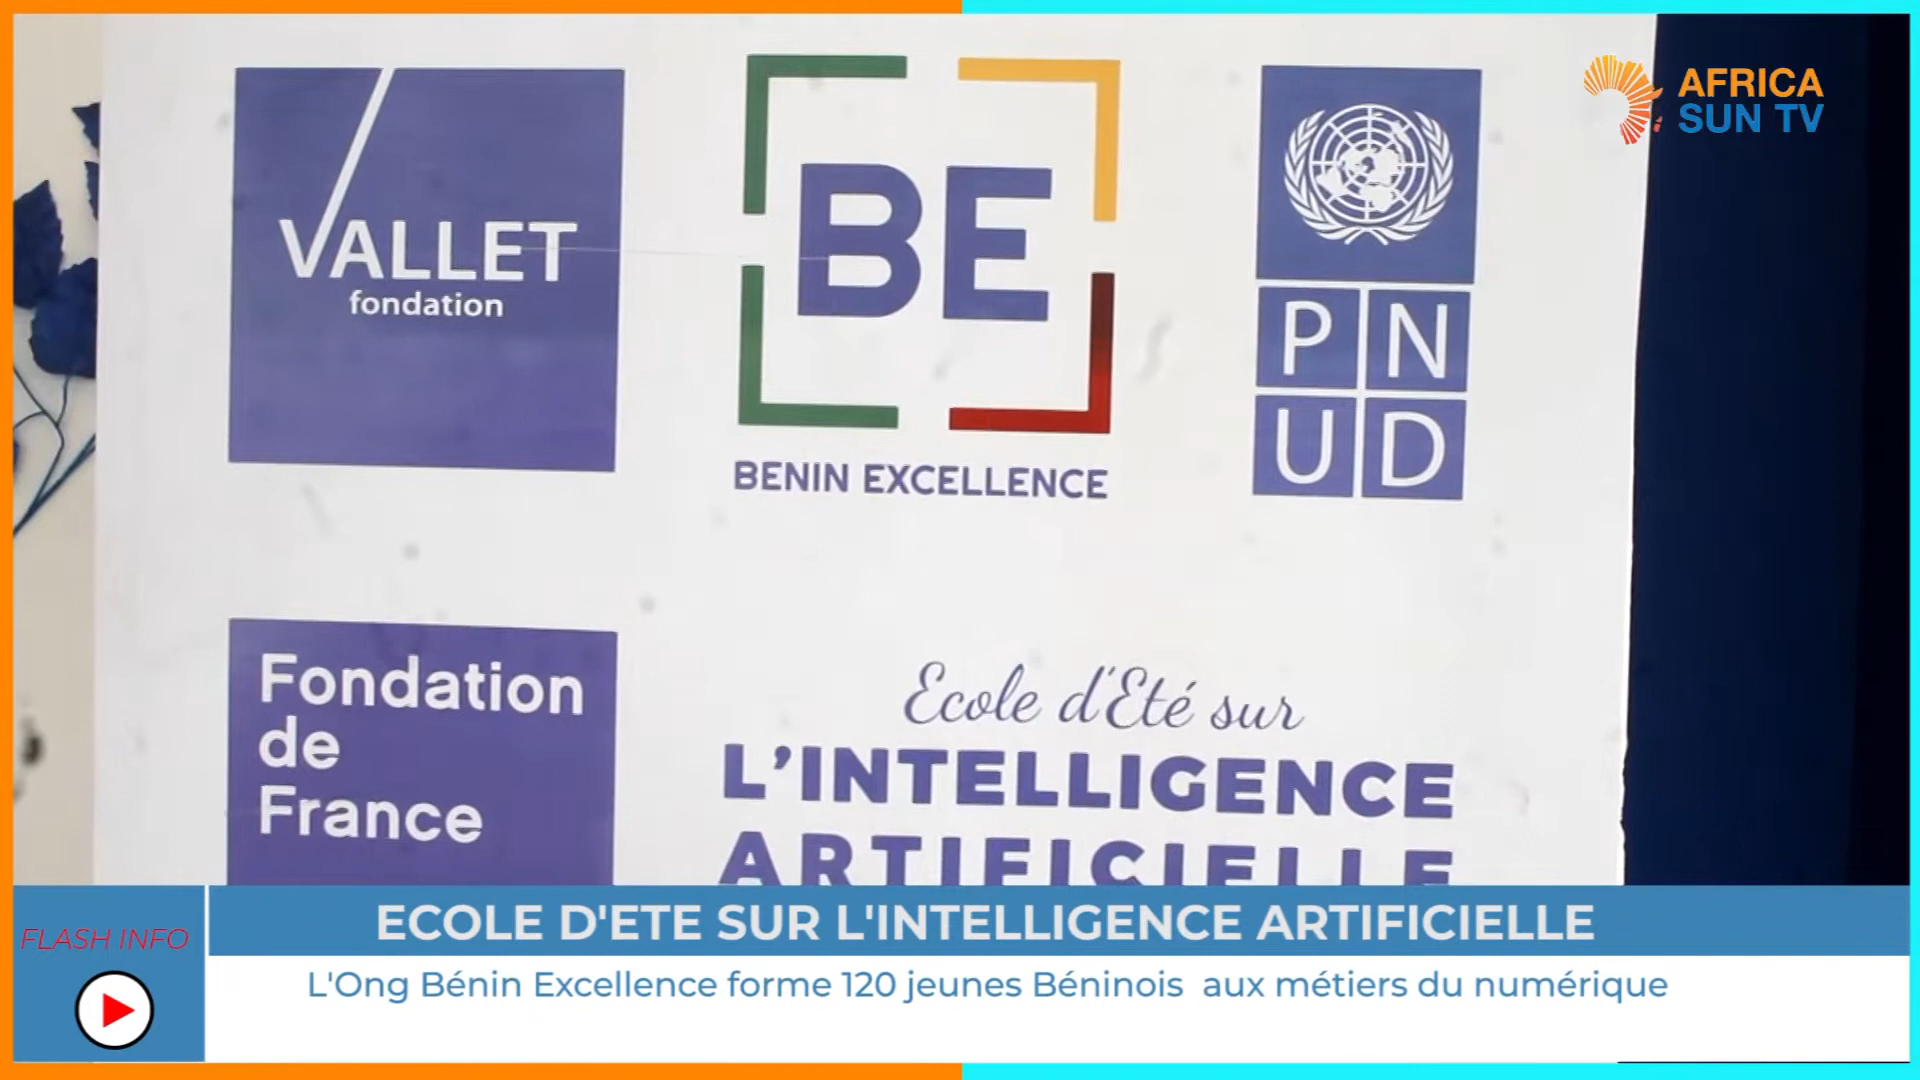 VALLET
fondation
BE
BENIN EXCELLENCE
P N
U D
AFRICA
SUN TV
Fondation
de
France
Ecole d'Eté sur
L'INTELLIGENCE
ARTIFICIELLE
FLASH INFO
ECOLE D'ETE SUR L'INTELLIGENCE ARTIFICIELLE
L'Ong Bénin Excellence forme 120 jeunes Béninois aux métiers du numérique